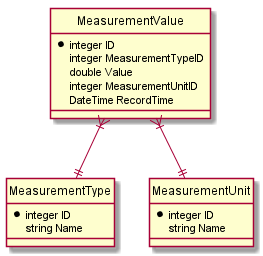 MeasurementValue
integer ID
integer MeasurementTypeID
double Value
integer MeasurementUnitID
DateTime RecordTime
MeasurementType
integer ID
string Name
MeasurementUnit
integer ID
string Name